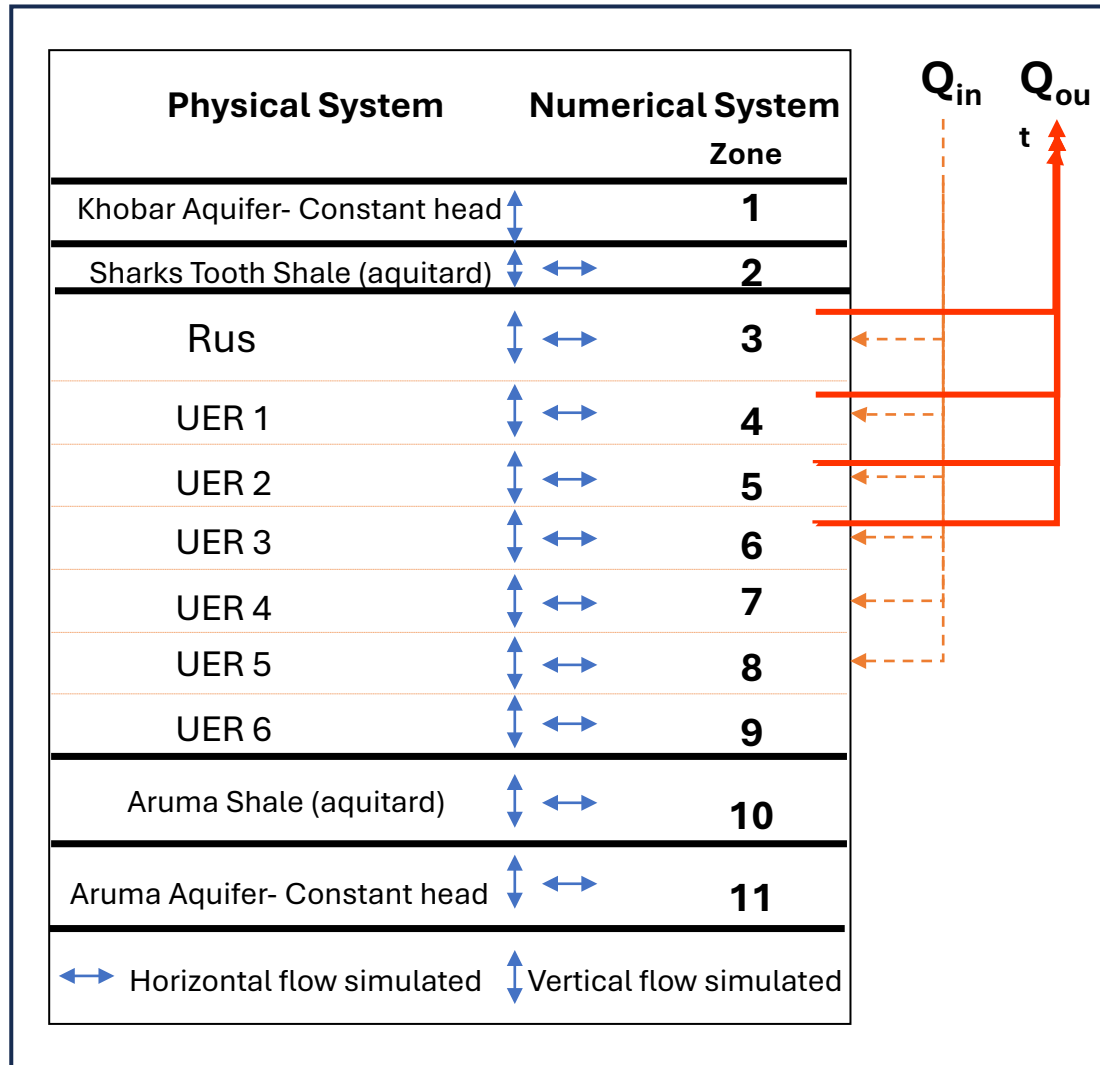 Physical System Numerical System
Zone
Q_in Q_ou
t
Khobar Aquifer- Constant head 1
Sharks Tooth Shale (aquitard) 2
Rus 3
UER 1 4
UER 2 5
UER 3 6
UER 4 7
UER 5 8
UER 6 9
Aruma Shale (aquitard) 10
Aruma Aquifer- Constant head 11
Horizontal flow simulated Vertical flow simulated